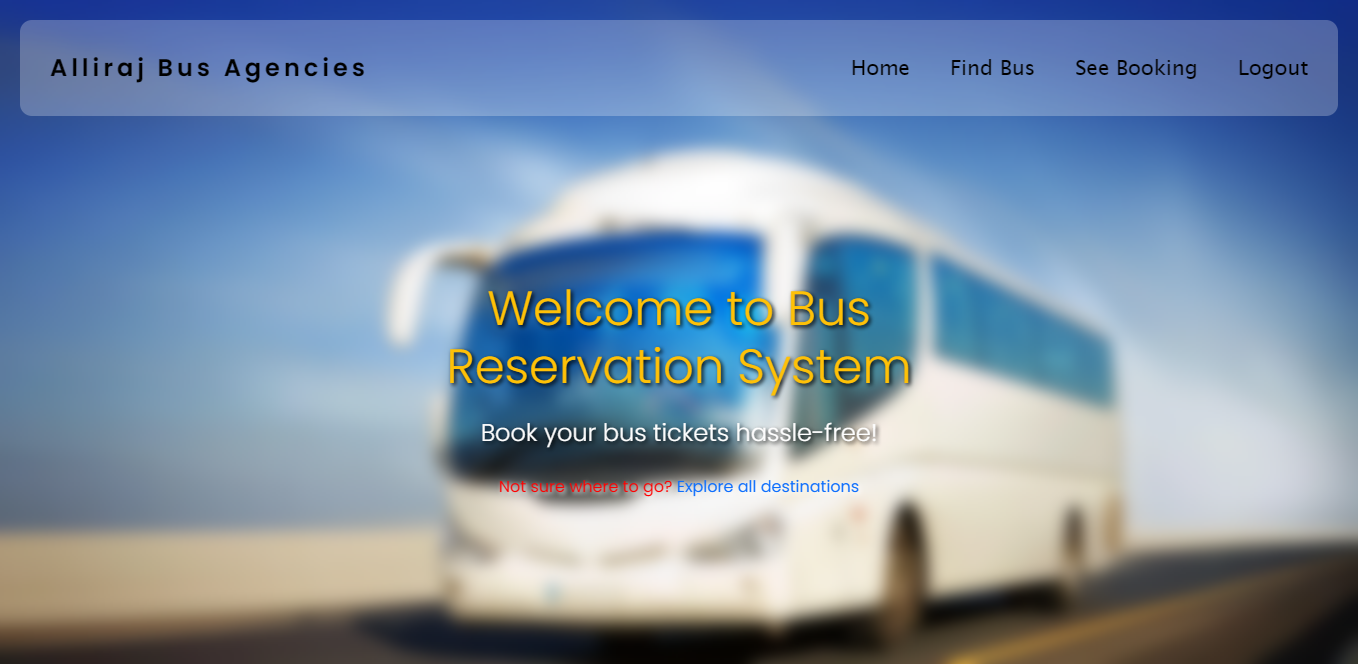 Alliraj Bus Agencies
Home Find Bus See Booking Logout
Welcome to Bus
Reservation System
Book your bus tickets hassle-free!
Not sure where to go? Explore all destinations